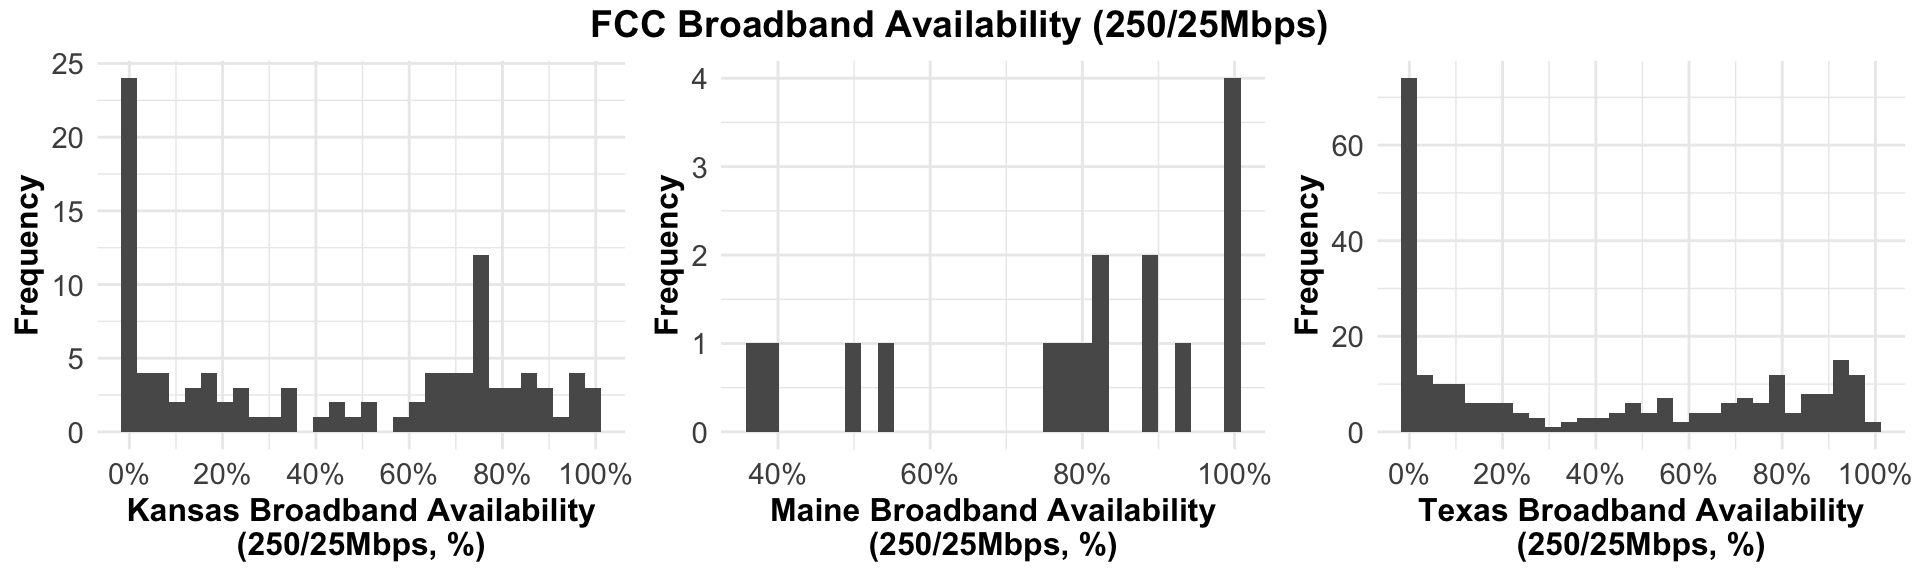 FCC Broadband Availability (250/25Mbps)
Frequency
25
20
15
10
5
0
0% 20% 40% 60% 80% 100%
Kansas Broadband Availability
(250/25Mbps, %)
Frequency
4
3
2
1
0
40% 60% 80% 100%
Maine Broadband Availability
(250/25Mbps, %)
Frequency
60
40
20
0
0% 20% 40% 60% 80% 100%
Texas Broadband Availability
(250/25Mbps, %)